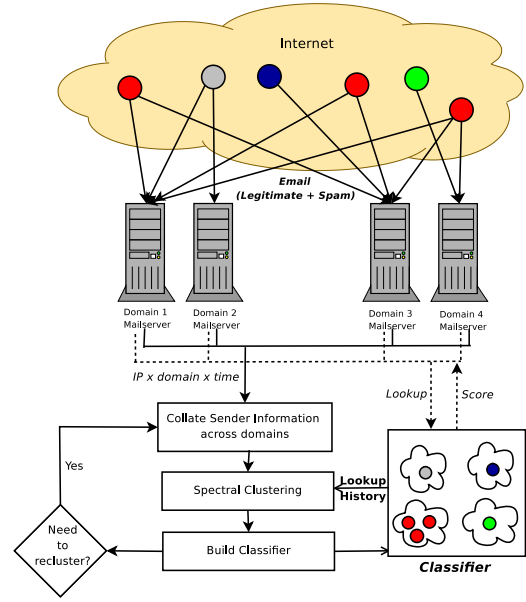 Internet
Email
(Legitimate + Spam)
Domain 1
Mailserver
Domain 2
Mailserver
Domain 3
Mailserver
Domain 4
Mailserver
IP x domain x time
Lookup
Score
Collate Sender Information
across domains
Yes
Spectral Clustering
Lookup
History
Need
to
recluster?
Build Classifier
Classifier